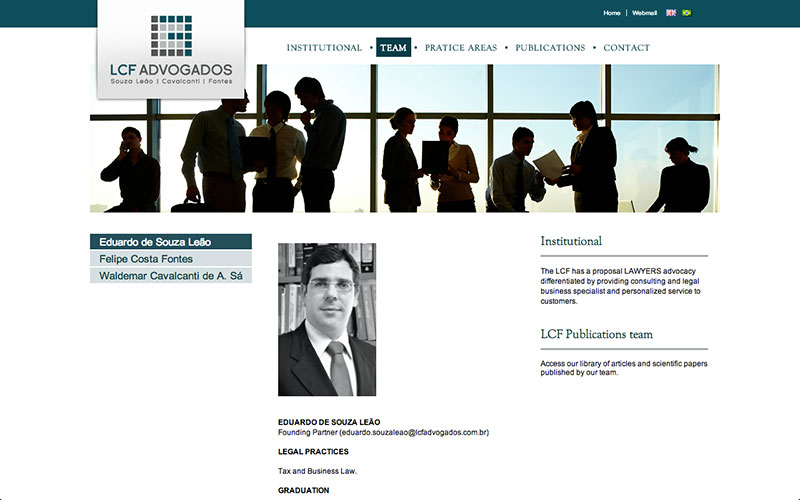 Home | Webmail
LCF ADVOGADOS
Souza Leão | Cavalcanti | Fontes
INSTITUTIONAL • TEAM • PRATICE AREAS • PUBLICATIONS • CONTACT
Eduardo de Souza Leão
Felipe Costa Fontes
Waldemar Cavalcanti de A. Sá
EDUARDO DE SOUZA LEÃO
Founding Partner (eduardo.souzaleao@lcfadvogados.com.br)
LEGAL PRACTICES
Tax and Business Law.
GRADUATION
Institutional
The LCF has a proposal LAWYERS advocacy
differentiated by providing consulting and legal
business specialist and personalized service to
customers.
LCF Publications team
Access our library of articles and scientific papers
published by our team.